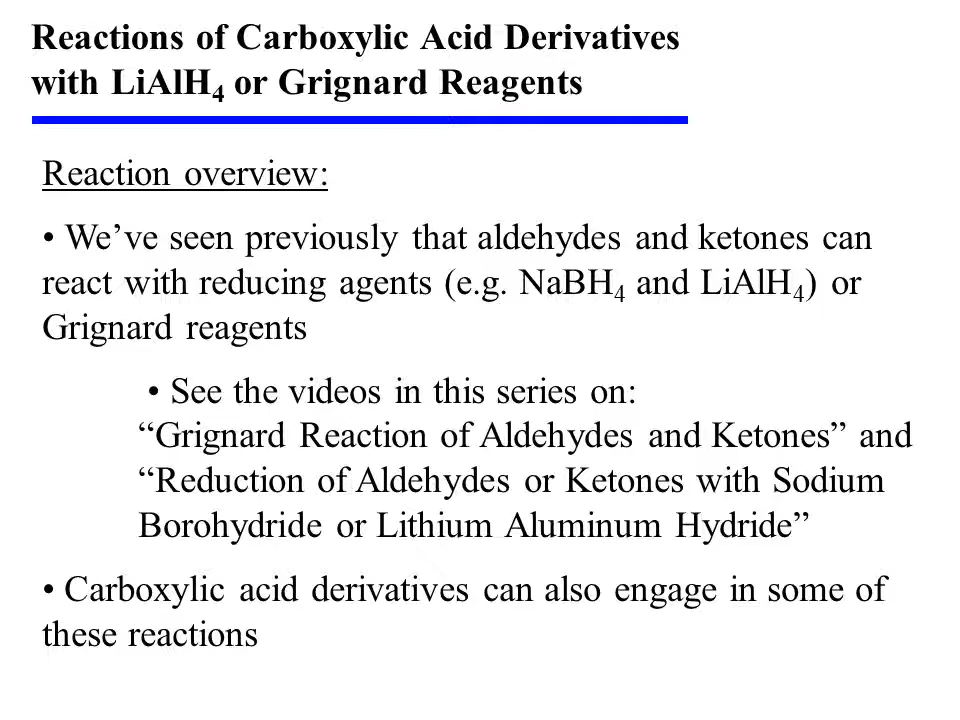 Reactions of Carboxylic Acid Derivatives
with LiAlH₄ or Grignard Reagents
Reaction overview:
• We’ve seen previously that aldehydes and ketones can
react with reducing agents (e.g. NaBH₄ and LiAlH₄) or
Grignard reagents
• See the videos in this series on:
“Grignard Reaction of Aldehydes and Ketones” and
“Reduction of Aldehydes or Ketones with Sodium
Borohydride or Lithium Aluminum Hydride”
• Carboxylic acid derivatives can also engage in some of
these reactions